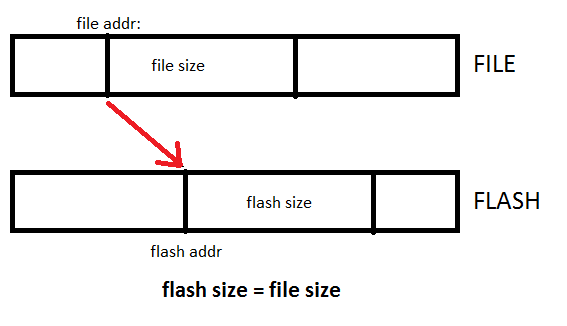 file addr:
file size
FILE
flash size
FLASH
flash addr
flash size = file size